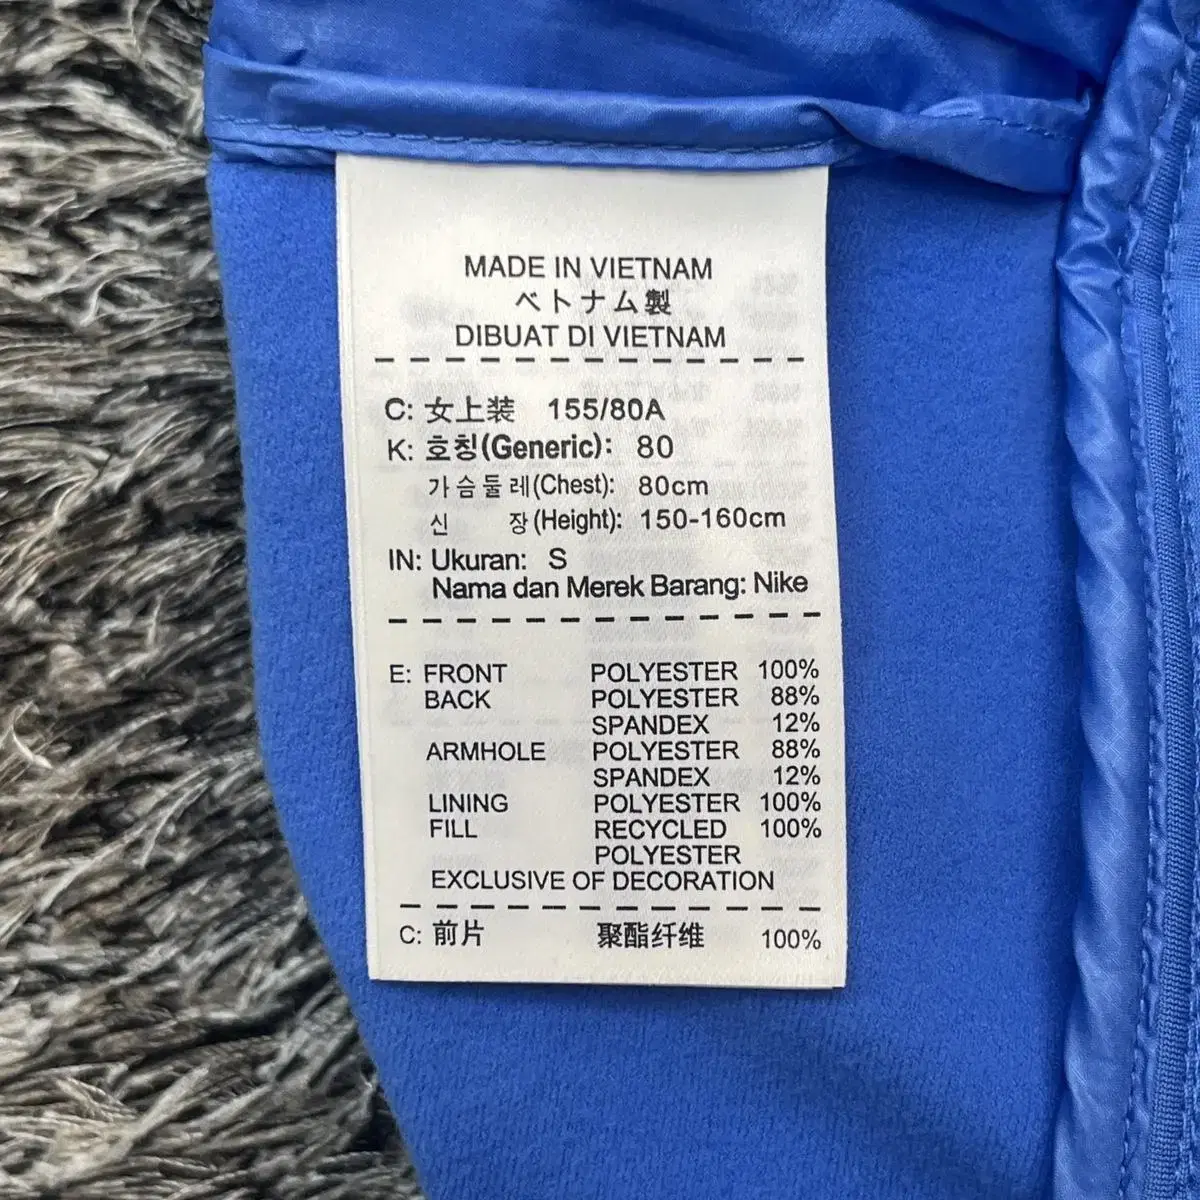 MADE IN VIETNAM
ベトナム製
DIBUAT DI VIETNAM
C: 女上装 155/80A
K: 호칭(Generic): 80
가슴둘레(Chest): 80cm
신 장(Height): 150-160cm
IN: Ukuran: S
Nama dan Merek Barang: Nike
E: FRONT POLYESTER 100%
BACK POLYESTER 88%
SPANDEX 12%
ARMHOLE POLYESTER 88%
SPANDEX 12%
LINING POLYESTER 100%
FILL RECYCLED 100%
POLYESTER
EXCLUSIVE OF DECORATION
C: 前片 聚酯纤维 100%